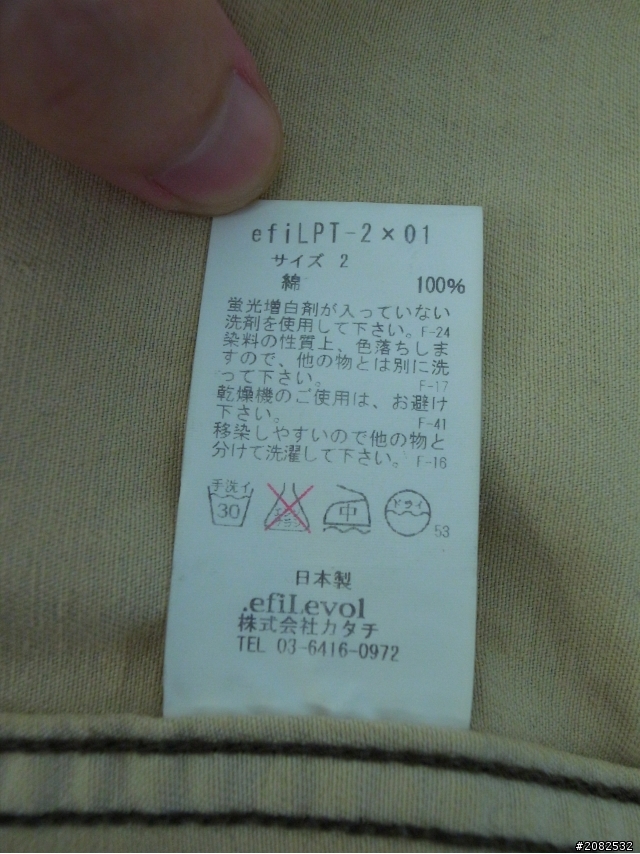 efiLPT-2×01
サイズ 2
綿 100%
蛍光増白剤が入っていない
洗剤を使用して下さい。F-24
染料の性質上、色落ちしま
すので、他の物とは別に洗
って下さい。 F-17
乾燥機のご使用は、お避け
下さい。 F-41
移染しやすいので他の物と
分けて洗濯して下さい。F-16
手洗イ
30 エンソサラシ 中 ドライ 53
日本製
.efiLevol
株式会社カタチ
TEL 03-6416-0972
#2082532